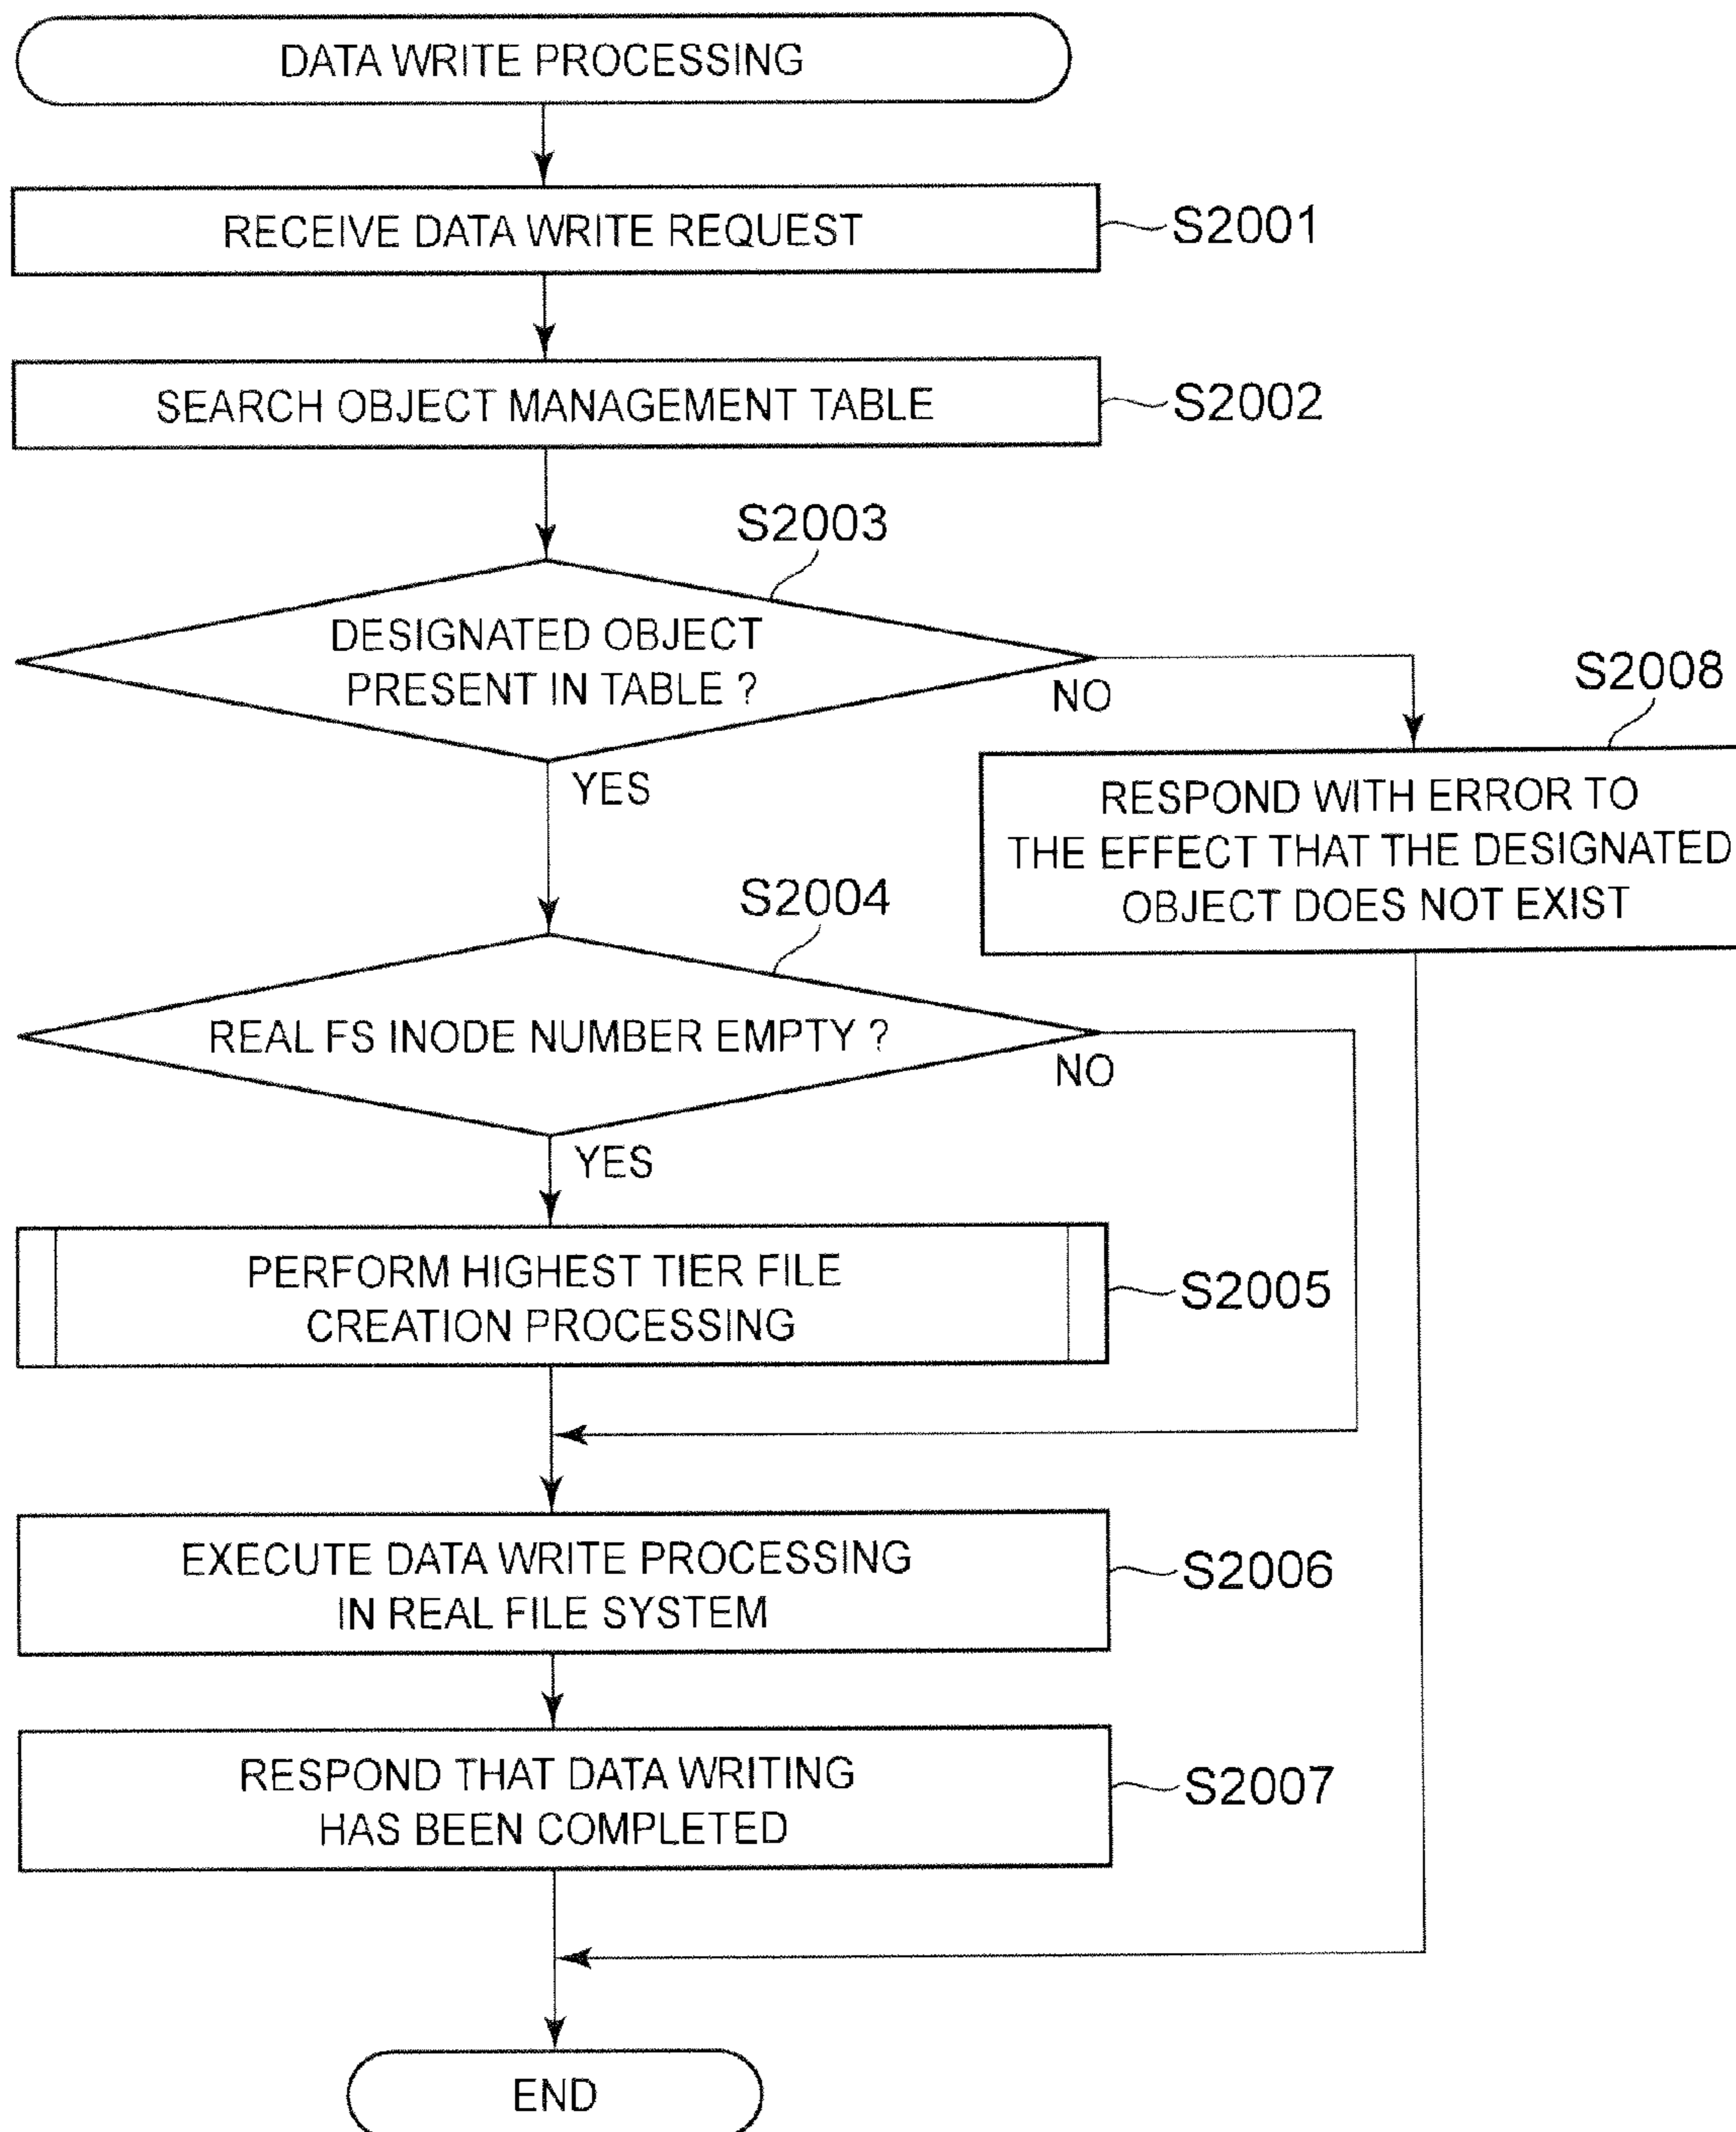 DATA WRITE PROCESSING
RECEIVE DATA WRITE REQUEST
S2001
SEARCH OBJECT MANAGEMENT TABLE
S2002
S2003
DESIGNATED OBJECT
PRESENT IN TABLE ?
NO
YES
S2008
RESPOND WITH ERROR TO
THE EFFECT THAT THE DESIGNATED
OBJECT DOES NOT EXIST
S2004
REAL FS INODE NUMBER EMPTY ?
NO
YES
PERFORM HIGHEST TIER FILE
CREATION PROCESSING
S2005
EXECUTE DATA WRITE PROCESSING
IN REAL FILE SYSTEM
S2006
RESPOND THAT DATA WRITING
HAS BEEN COMPLETED
S2007
END